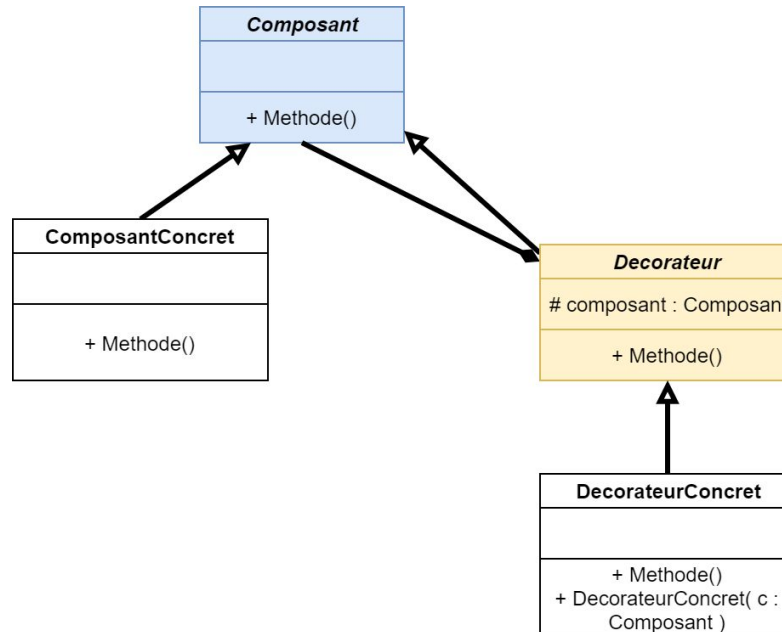 Composant
+ Methode()
ComposantConcret
+ Methode()
Decorateur
# composant : Composan
+ Methode()
DecorateurConcret
+ Methode()
+ DecorateurConcret( c :
Composant )